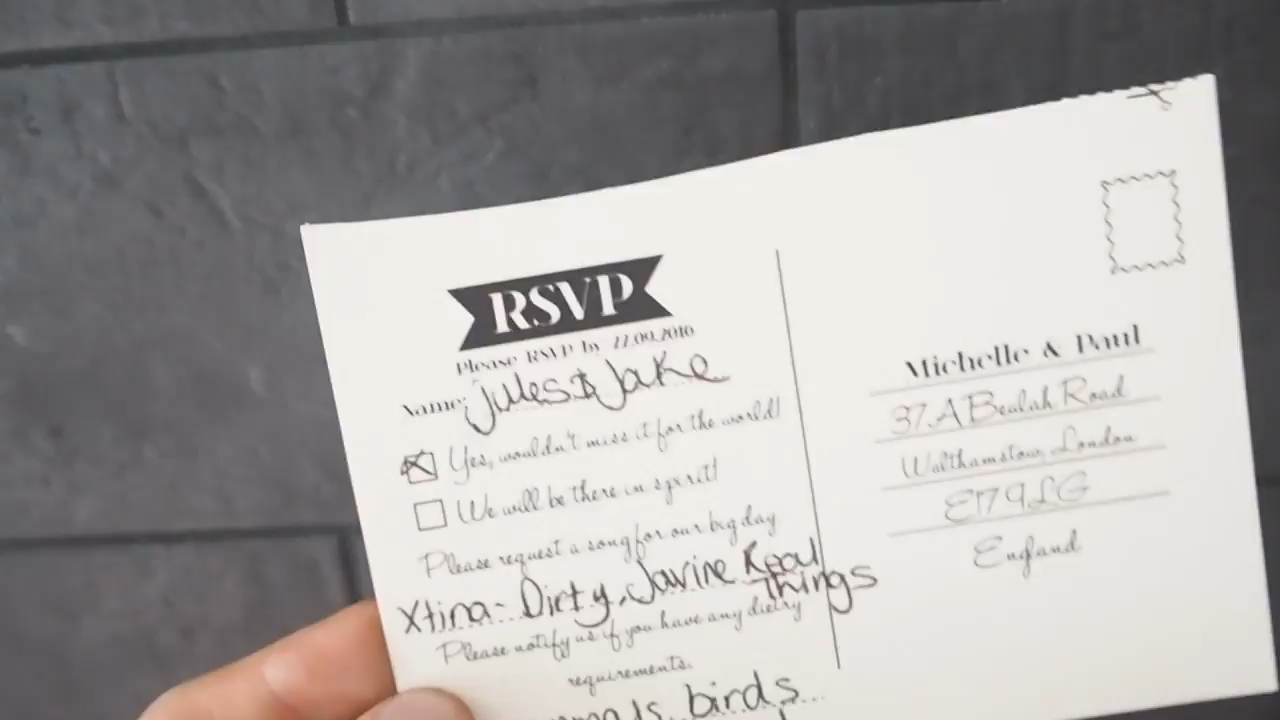 RSVP
Please RSVP by 22.09.2016
Name: Jules & Jake
Yes, wouldn't miss it for the world!
We will be there in spirit!
Please request a song for our big day
Xtina - Dirty, Javine Real
Things
Please notify us if you have any dietry
requirements.
birds
Michelle & Paul
37A Beulah Road
Walthamstow, London
E17 9LG
England